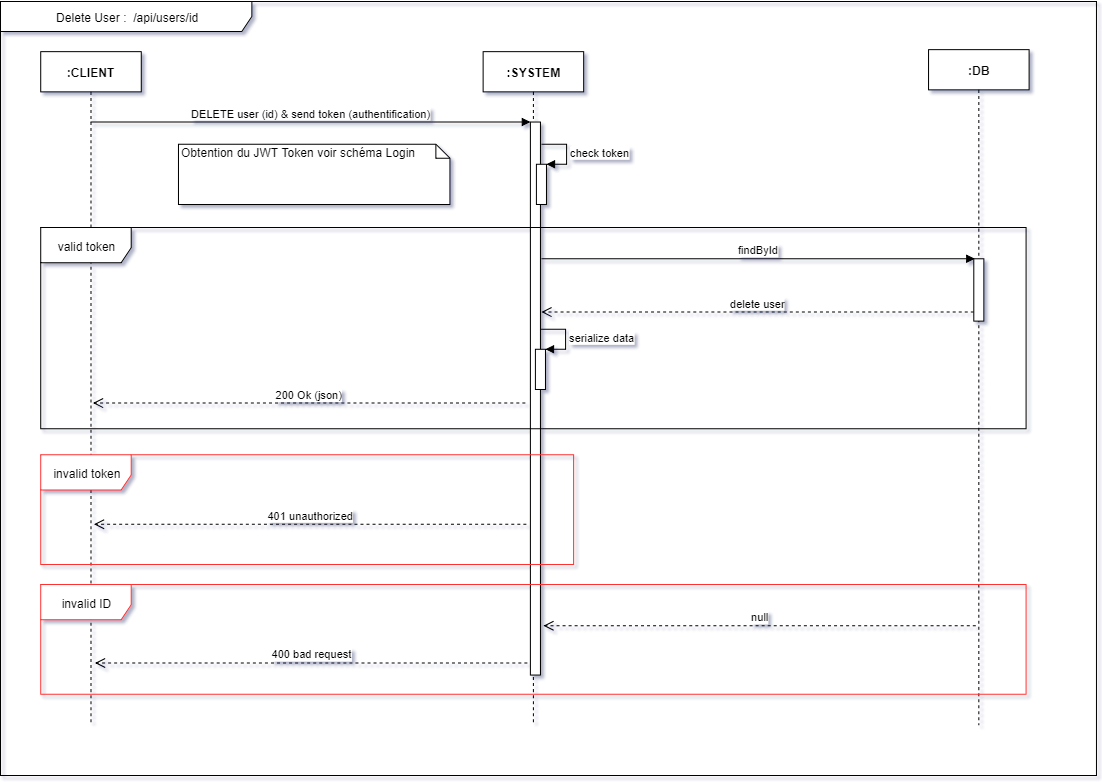 Delete User :  /api/users/id
:CLIENT
:SYSTEM
:DB
DELETE user (id) & send token (authentification)
Obtention du JWT Token voir schéma Login
check token
valid token
findById
delete user
serialize data
200 Ok (json)
invalid token
401 unauthorized
invalid ID
null
400 bad request